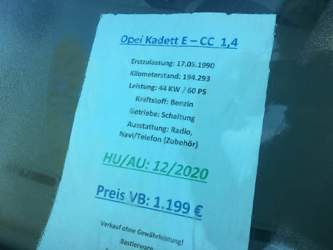 Opel Kadett E – CC 1,4
Erstzulassung: 17.05.1990
Kilometerstand: 194.293
Leistung: 44 KW / 60 PS
Kraftstoff: Benzin
Getriebe: Schaltung
Ausstattung: Radio,
Navi/Telefon (Zubehör)
HU/AU: 12/2020
Preis VB: 1.199 €
Verkauf ohne Gewährleistung!